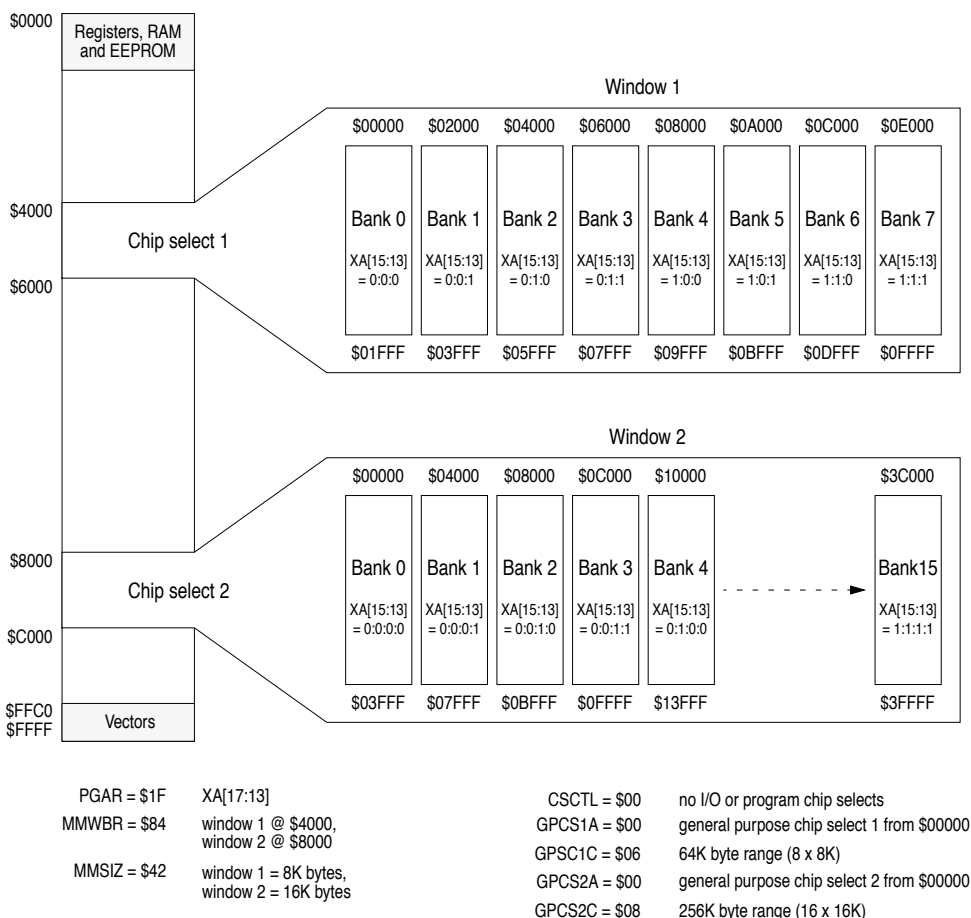 $0000
Registers, RAM
and EEPROM
$4000
Chip select 1
$6000
$8000
Chip select 2
$C000
$FFC0
$FFFF
Vectors
Window 1
$00000 $02000 $04000 $06000 $08000 $0A000 $0C000 $0E000
Bank 0 Bank 1 Bank 2 Bank 3 Bank 4 Bank 5 Bank 6 Bank 7
XA[15:13] XA[15:13] XA[15:13] XA[15:13] XA[15:13] XA[15:13] XA[15:13] XA[15:13]
= 0:0:0 = 0:0:1 = 0:1:0 = 0:1:1 = 1:0:0 = 1:0:1 = 1:1:0 = 1:1:1
$01FFF $03FFF $05FFF $07FFF $09FFF $0BFFF $0DFFF $0FFFF
Window 2
$00000 $04000 $08000 $0C000 $10000 $3C000
Bank 0 Bank 1 Bank 2 Bank 3 Bank 4 Bank15
XA[15:13] XA[15:13] XA[15:13] XA[15:13] XA[15:13] XA[15:13]
= 0:0:0:0 = 0:0:0:1 = 0:0:1:0 = 0:0:1:1 = 0:1:0:0 = 1:1:1:1
$03FFF $07FFF $0BFFF $0FFFF $13FFF $3FFFF
PGAR = $1F XA[17:13]
MMWBR = $84 window 1 @ $4000,
window 2 @ $8000
MMSIZ = $42 window 1 = 8K bytes,
window 2 = 16K bytes
CSCTL = $00 no I/O or program chip selects
GPCS1A = $00 general purpose chip select 1 from $00000
GPSC1C = $06 64K byte range (8 x 8K)
GPCS2A = $00 general purpose chip select 2 from $00000
GPCS2C = $08 256K byte range (16 x 16K)